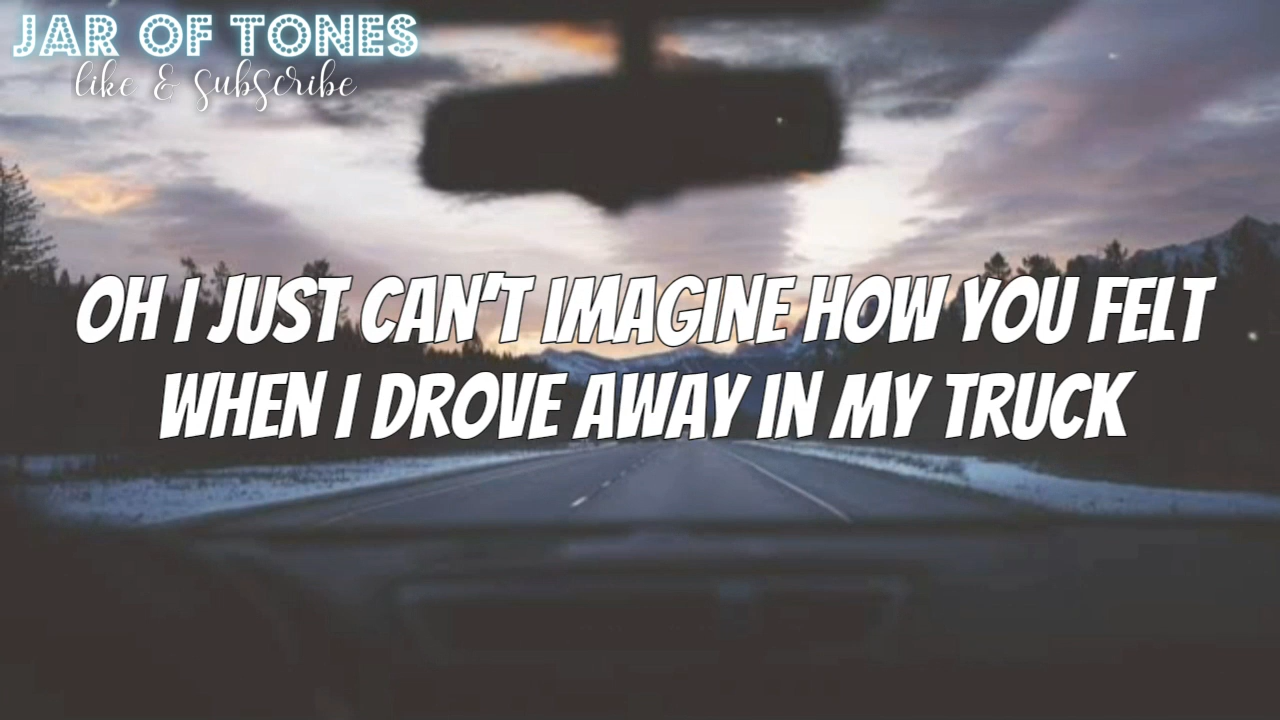 JAR OF TONES
like & subscribe
OH I JUST CAN'T IMAGINE HOW YOU FELT
WHEN I DROVE AWAY IN MY TRUCK